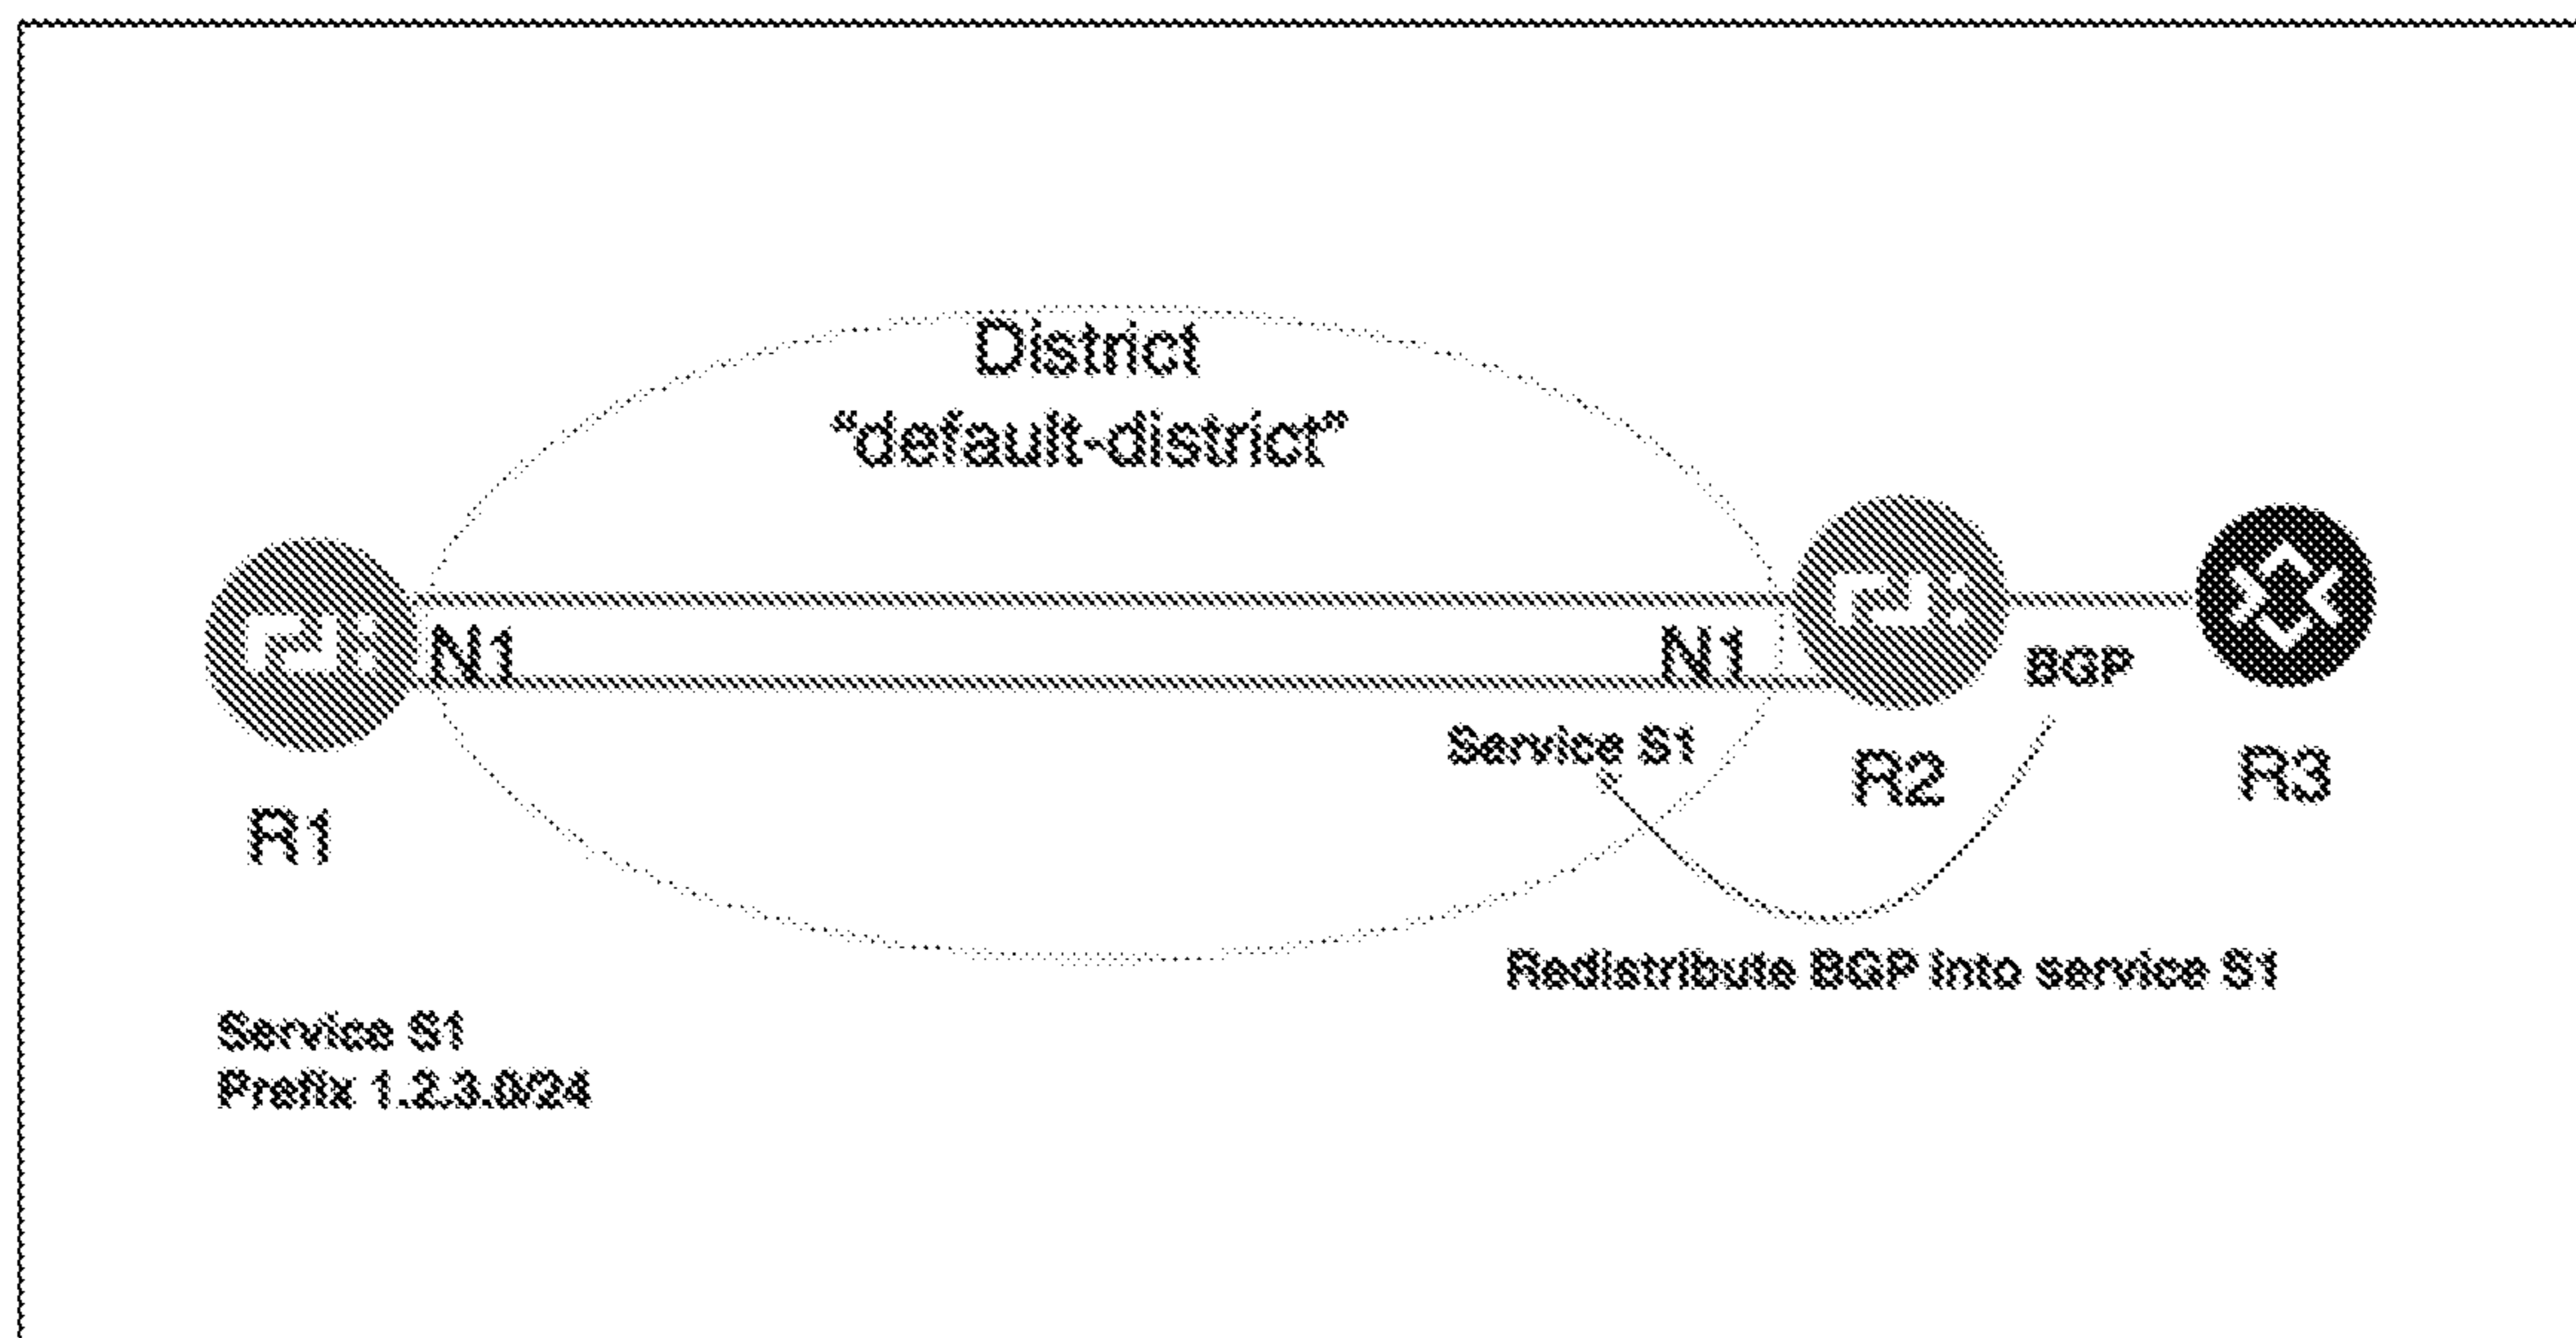 District
“default-district”
N1
N1
BGP
Service S1
R2
R3
R1
Redistribute BGP into service S1
Service S1
Prefix 1.2.3.0/24